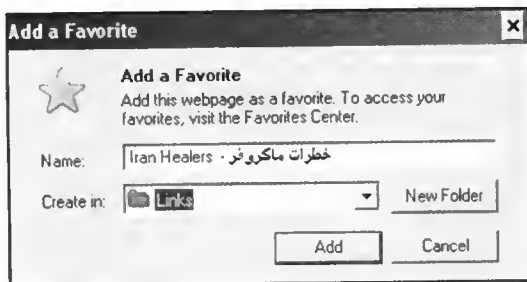 Add a Favorite
Add a Favorite
Add this webpage as a favorite. To access your
favorites, visit the Favorites Center.
Name: Iran Healers - خطرات ماکروفر
Create in: Links New Folder
Add Cancel